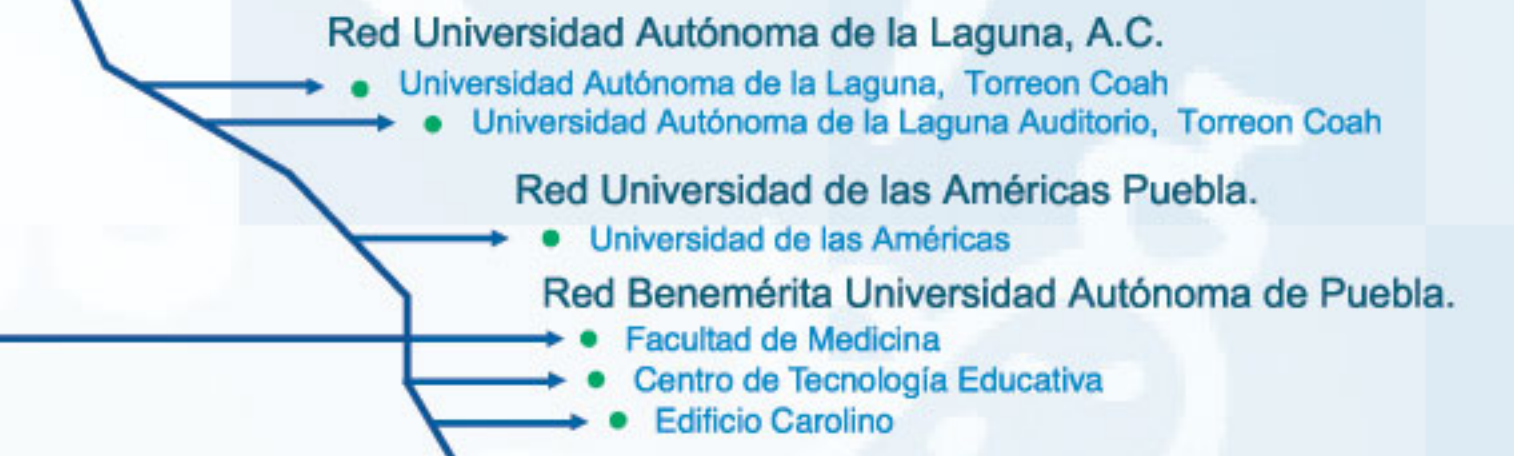 Red Universidad Autónoma de la Laguna, A.C.
Universidad Autónoma de la Laguna, Torreon Coah
Universidad Autónoma de la Laguna Auditorio, Torreon Coah
Red Universidad de las Américas Puebla.
Universidad de las Américas
Red Benemérita Universidad Autónoma de Puebla.
Facultad de Medicina
Centro de Tecnología Educativa
Edificio Carolino